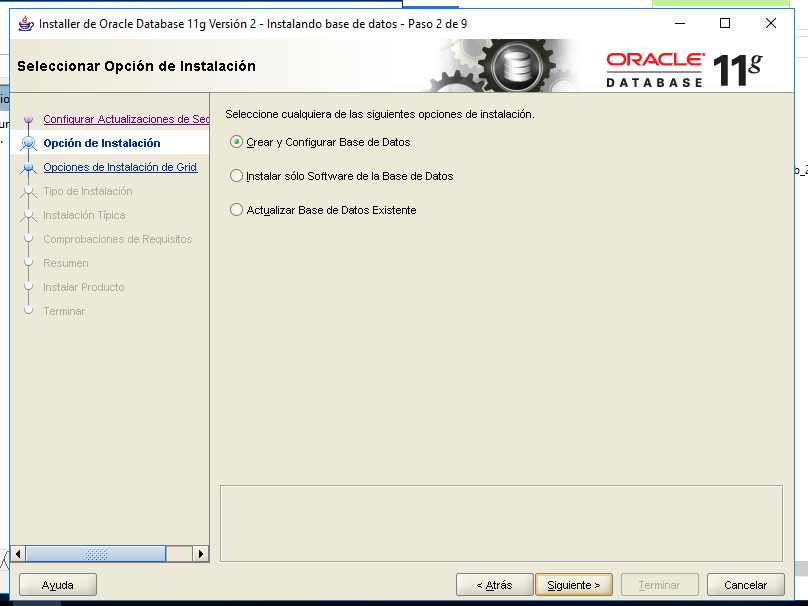 Installer de Oracle Database 11g Versión 2 - Instalando base de datos - Paso 2 de 9
Seleccionar Opción de Instalación
ORACLE
DATABASE
11g
Configurar Actualizaciones de Sec
Opción de Instalación
Opciones de Instalación de Grid
Tipo de Instalación
Instalación Típica
Comprobaciones de Requisitos
Resumen
Instalar Producto
Terminar
Seleccione cualquiera de las siguientes opciones de instalación.
Crear y Configurar Base de Datos
Instalar sólo Software de la Base de Datos
Actualizar Base de Datos Existente
Ayuda
< Atrás
Siguiente >
Terminar
Cancelar